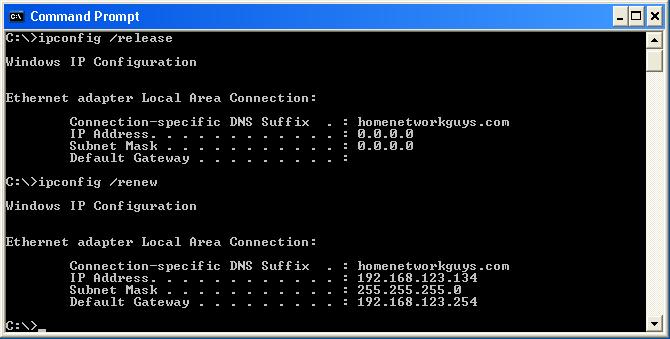 Command Prompt
C:\>ipconfig /release
Windows IP Configuration
Ethernet adapter Local Area Connection:
Connection-specific DNS Suffix  . : homenetworkguys.com
IP Address. . . . . . . . . . . . : 0.0.0.0
Subnet Mask . . . . . . . . . . . : 0.0.0.0
Default Gateway . . . . . . . . . :
C:\>ipconfig /renew
Windows IP Configuration
Ethernet adapter Local Area Connection:
Connection-specific DNS Suffix  . : homenetworkguys.com
IP Address. . . . . . . . . . . . : 192.168.123.134
Subnet Mask . . . . . . . . . . . : 255.255.255.0
Default Gateway . . . . . . . . . : 192.168.123.254
C:\>_